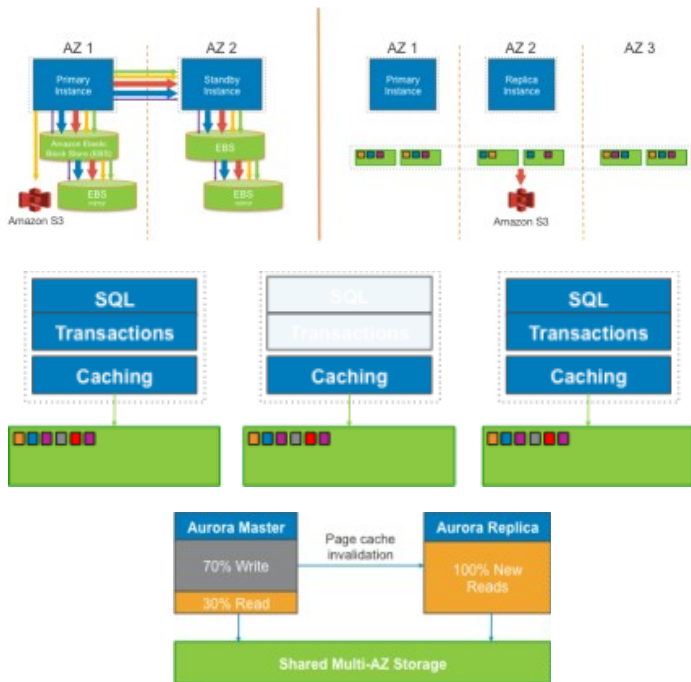 AZ 1
AZ 2
Primary
Instance
Standby
Instance
Amazon Elastic
Block Store (EBS)
EBS
EBS
mirror
EBS
mirror
Amazon S3
AZ 1
AZ 2
AZ 3
Primary
Instance
Replica
Instance
Amazon S3
SQL
Transactions
Caching
SQL
Transactions
Caching
SQL
Transactions
Caching
Aurora Master
70% Write
30% Read
Page cache
invalidation
Aurora Replica
100% New
Reads
Shared Multi-AZ Storage